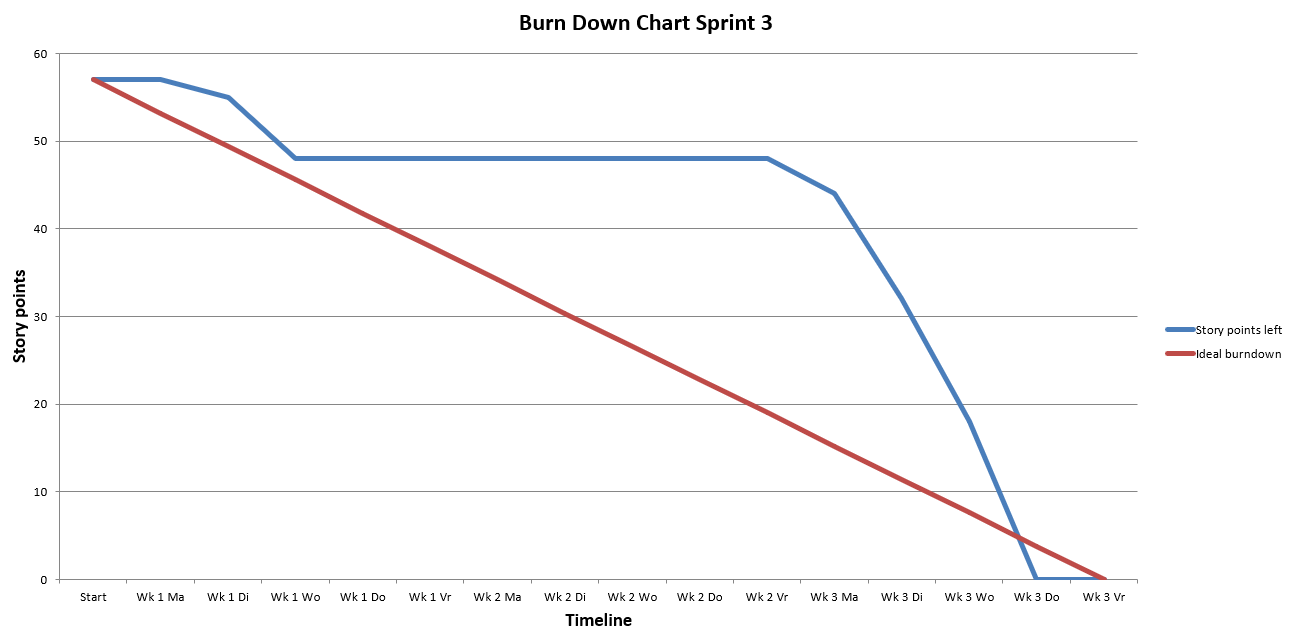 Burn Down Chart Sprint 3
60
50
40
30
20
10
0
Story points
Start Wk 1 Ma Wk 1 Di Wk 1 Wo Wk 1 Do Wk 1 Vr Wk 2 Ma Wk 2 Di Wk 2 Wo Wk 2 Do Wk 2 Vr Wk 3 Ma Wk 3 Di Wk 3 Wo Wk 3 Do Wk 3 Vr
Timeline
Story points left
Ideal burndown